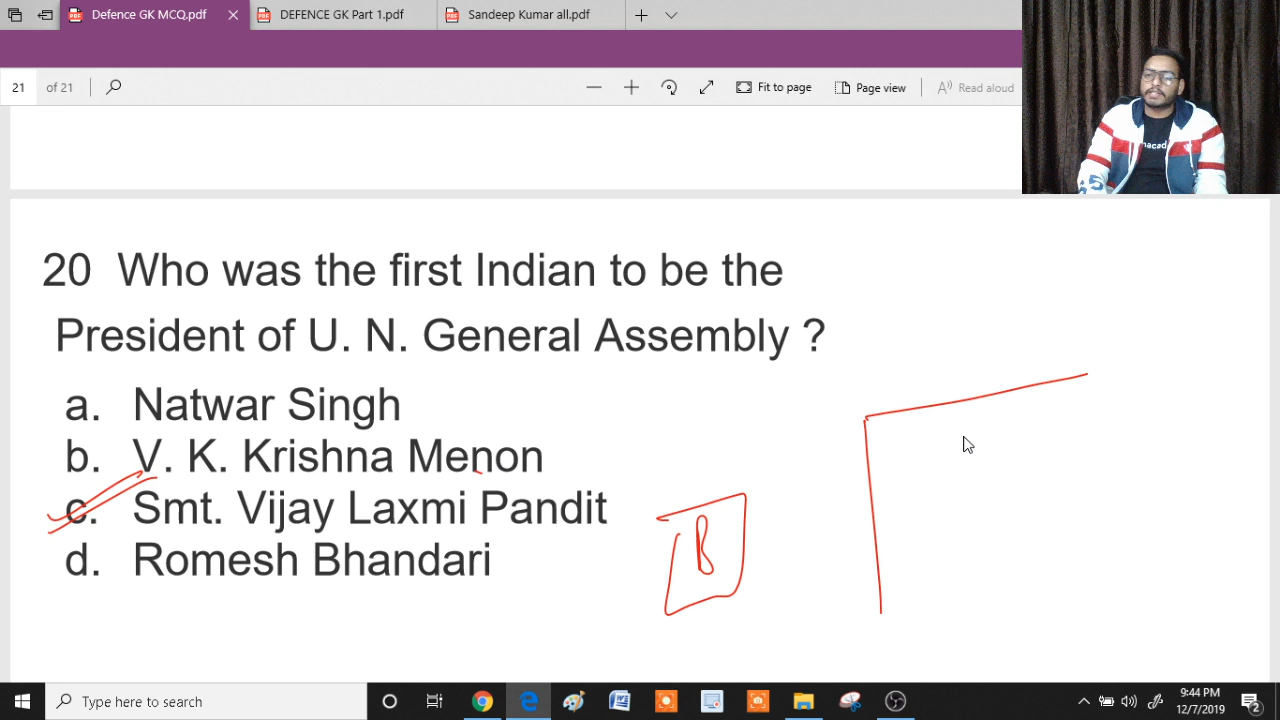 Defence GK MCQ.pdf
DEFENCE GK Part 1.pdf
Sandeep Kumar all.pdf
21 of 21
Fit to page
Page view
Read aloud
20 Who was the first Indian to be the
President of U. N. General Assembly ?
a. Natwar Singh
b. V. K. Krishna Menon
c. Smt. Vijay Laxmi Pandit
d. Romesh Bhandari
B
Type here to search
9:44 PM
12/7/2019
2